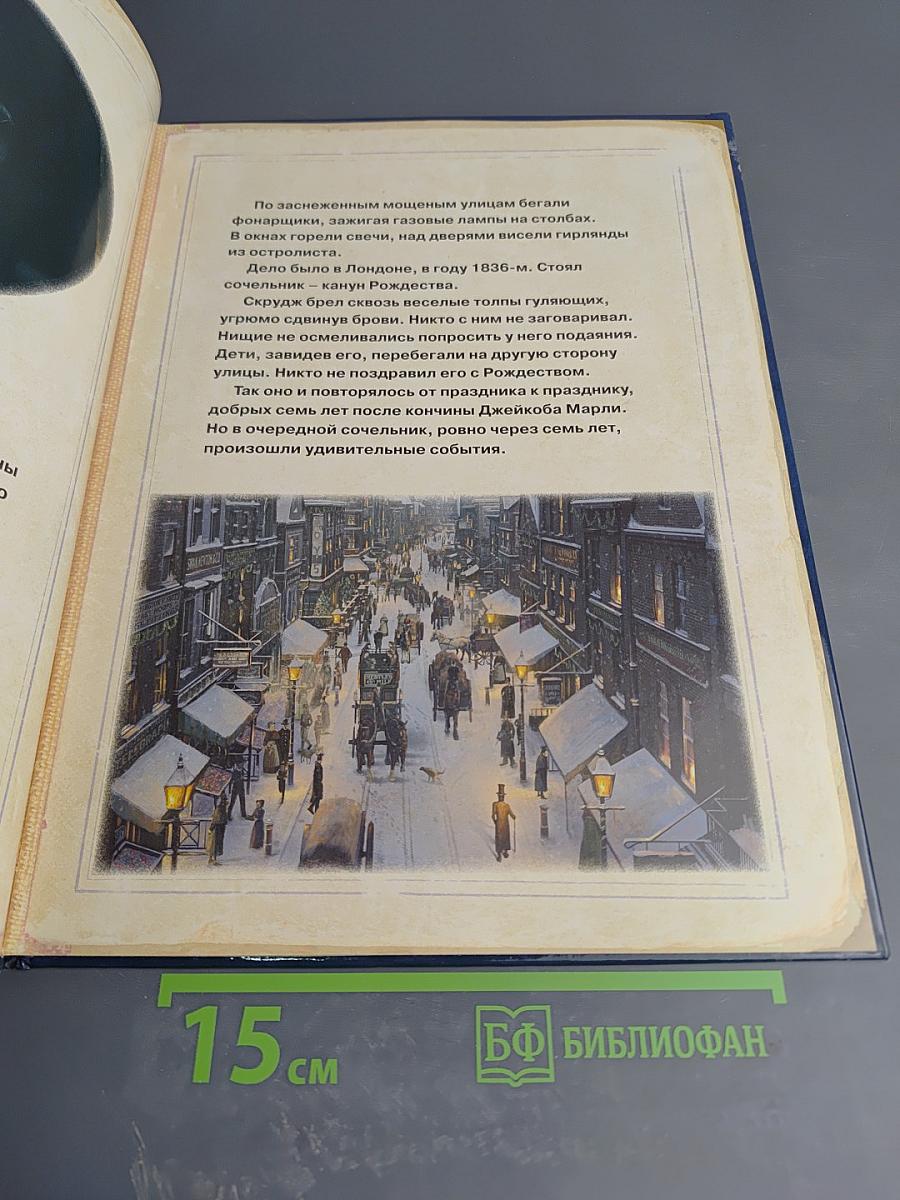 По заснеженным мощеным улицам бегали
фонарщики, зажигая газовые лампы на столбах.
В окнах горели свечи, над дверями висели гирлянды
из остролиста.
Дело было в Лондоне, в году 1836-м. Стоял
сочельник – канун Рождества.
Скрудж брел сквозь веселые толпы гуляющих,
угрюмо сдвинув брови. Никто с ним не заговаривал.
Нищие не осмеливались попросить у него подаяния.
Дети, завидев его, перебегали на другую сторону
улицы. Никто не поздравил его с Рождеством.
Так оно и повторялось от праздника к празднику,
добрых семь лет после кончины Джейкоба Марли.
Но в очередной сочельник, ровно через семь лет,
произошли удивительные события.
15 см
БФ БИБЛИОФАН